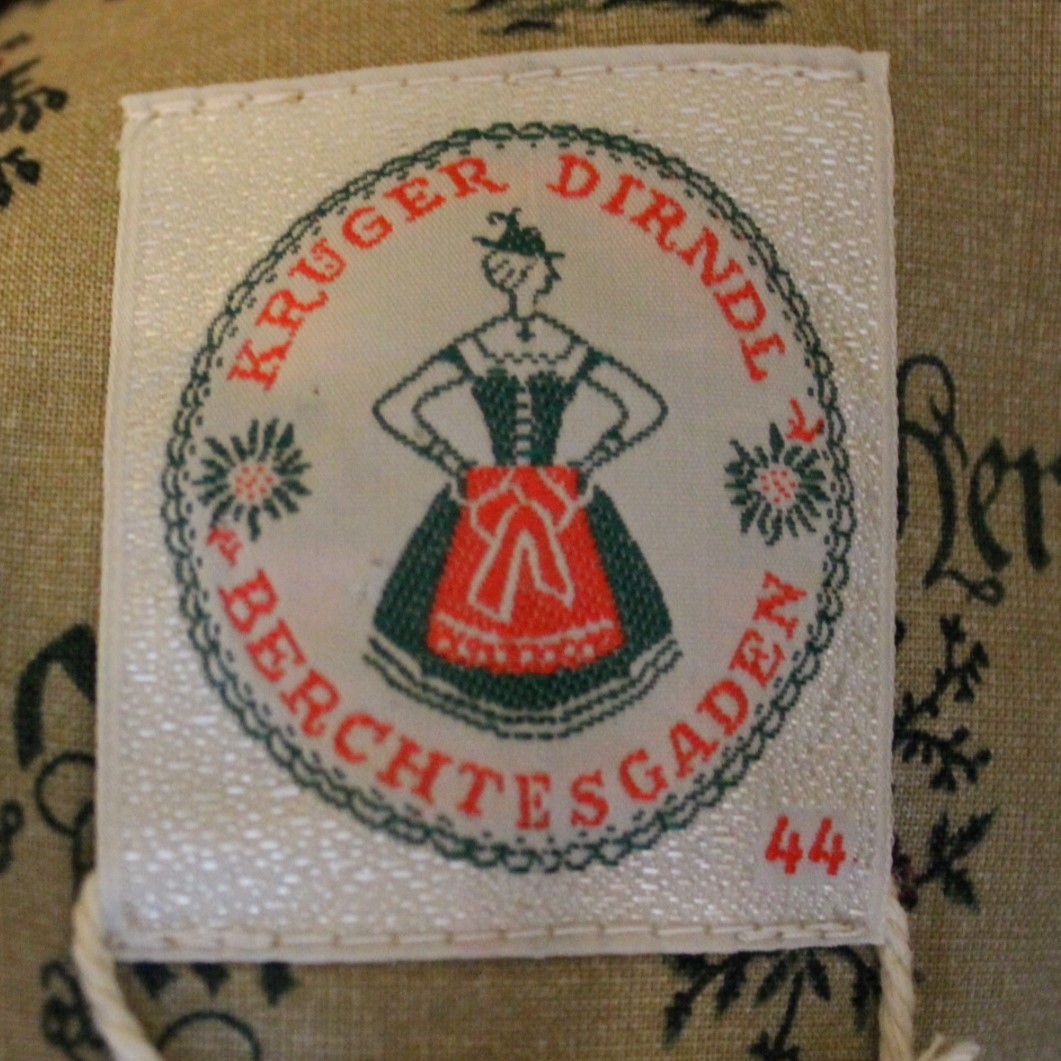 KRUGER DIRNDL
BERCHTESGADEN
44